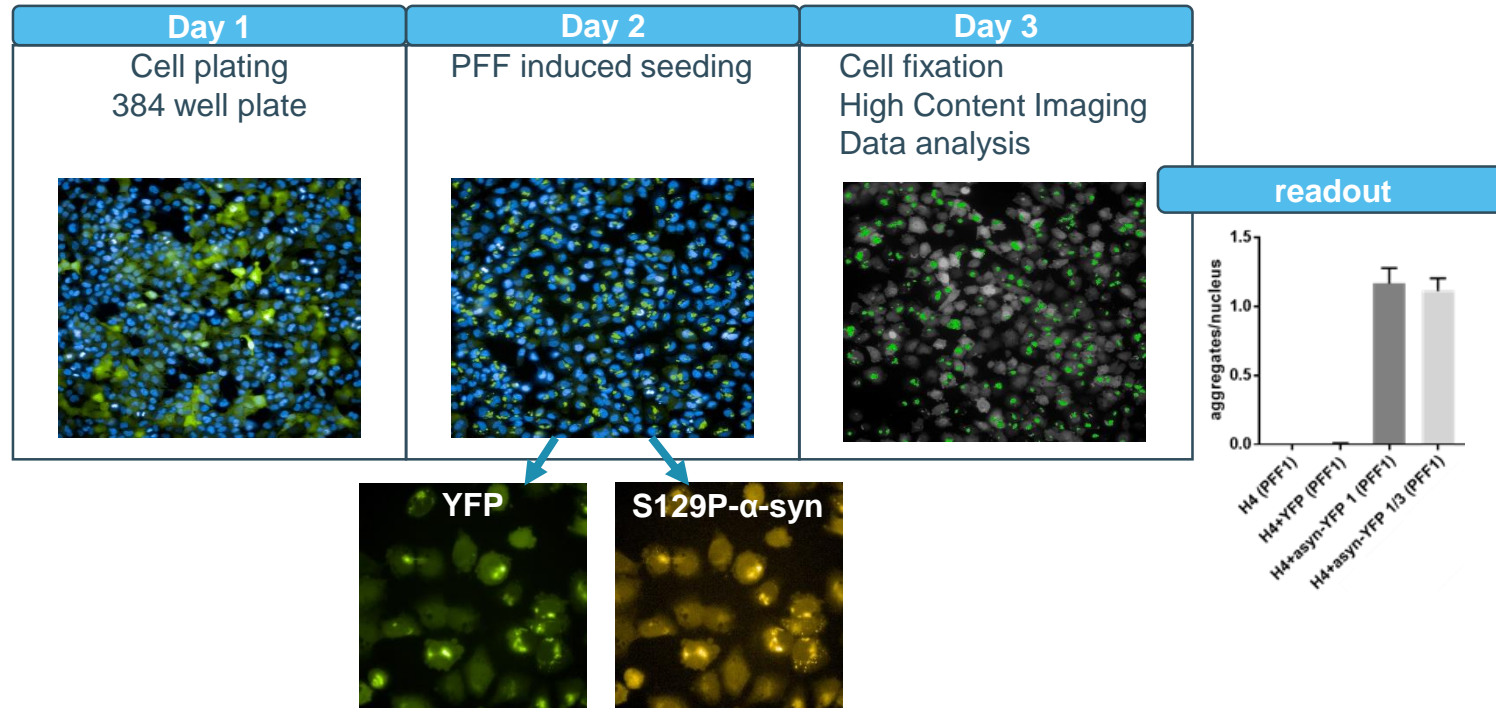 Day 1
Cell plating
384 well plate
Day 2
PFF induced seeding
Day 3
Cell fixation
High Content Imaging
Data analysis
YFP
S129P-α-syn
readout
aggregates/nucleus
1.5
1.0
0.5
0.0
H4 (PFF1)
H4+YFP (PFF1)
H4+asyn-YFP 1 (PFF1)
H4+asyn-YFP 1/3 (PFF1)